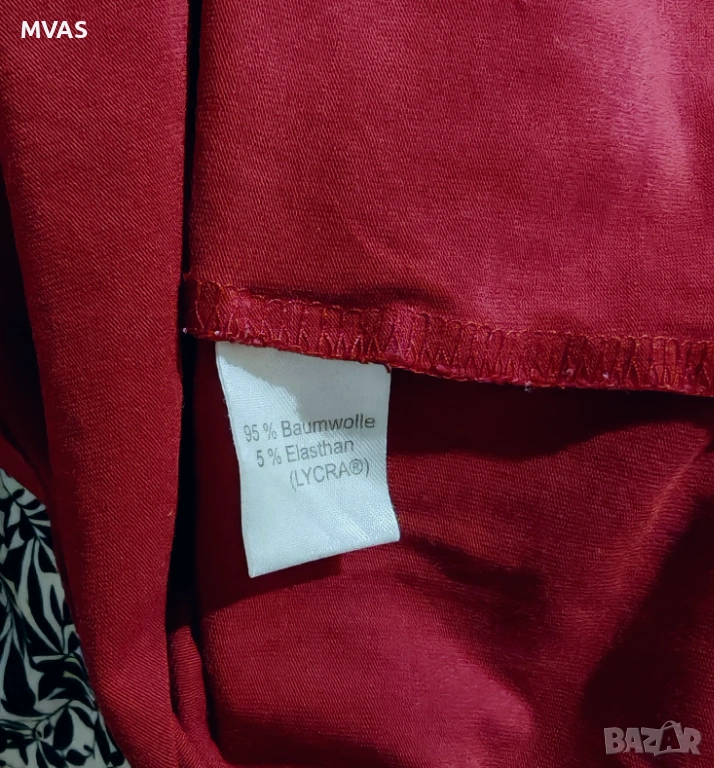 MVAS
95 % Baumwolle
5 % Elasthan
(LYCRA®)
BAZAR